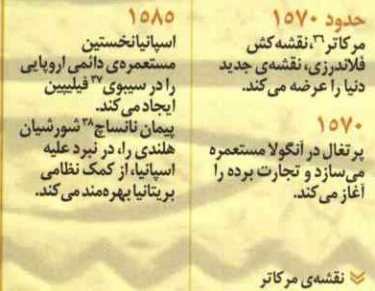 حدود ۱۵۷۰
مرکاتر۳۶،نقشه‌کش
فلاندرزی، نقشه‌ی جدید
دنیا را عرضه می‌کند.
۱۵۷۰
پرتغال در آنگولا مستعمره
می‌سازد و تجارت برده را
آغاز می‌کند.
نقشه‌ی مرکاتر
۱۵۸۵
اسپانیانخستین
مستعمره‌ی دائمی اروپایی
را در سیبوی۳۷ فیلیپین
ایجاد می‌کند.
پیمان نانساچ۳۸ شورشیان
هلندی را، در نبرد علیه
اسپانیا، از کمک نظامی
بریتانیا بهره‌مند می‌کند.